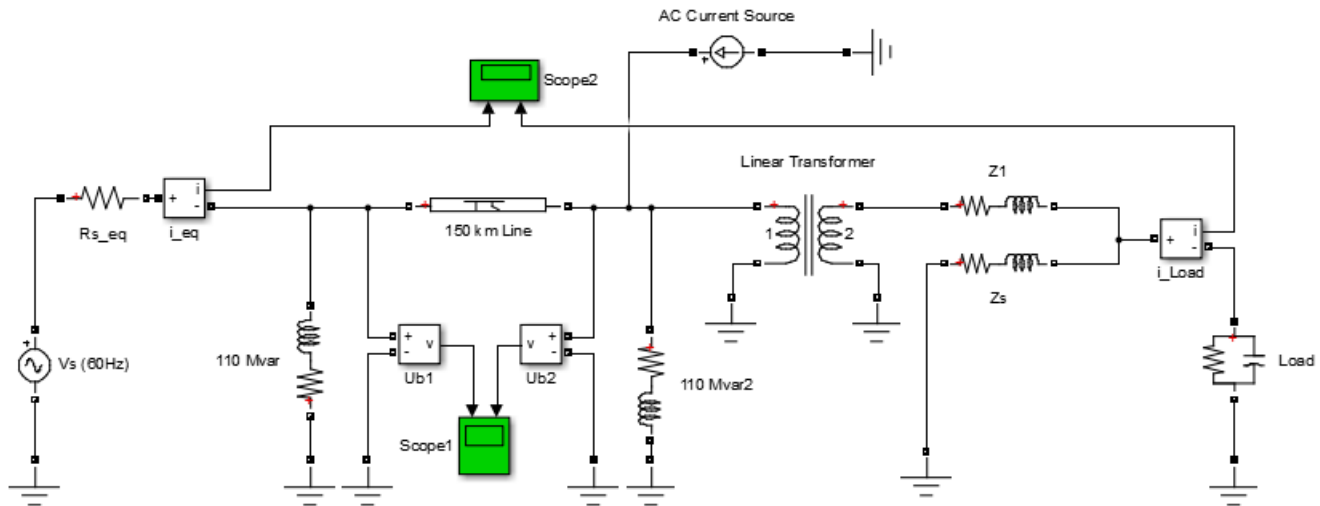 AC Current Source
+
Scope2
Linear Transformer
Z1
+
i
-
Rs_eq
i_eq
150 km Line
1
2
+
i
-
i_Load
Zs
+
Vs (60Hz)
110 Mvar
+
-
v
Ub1
v
+
-
Ub2
110 Mvar2
Load
Scope1